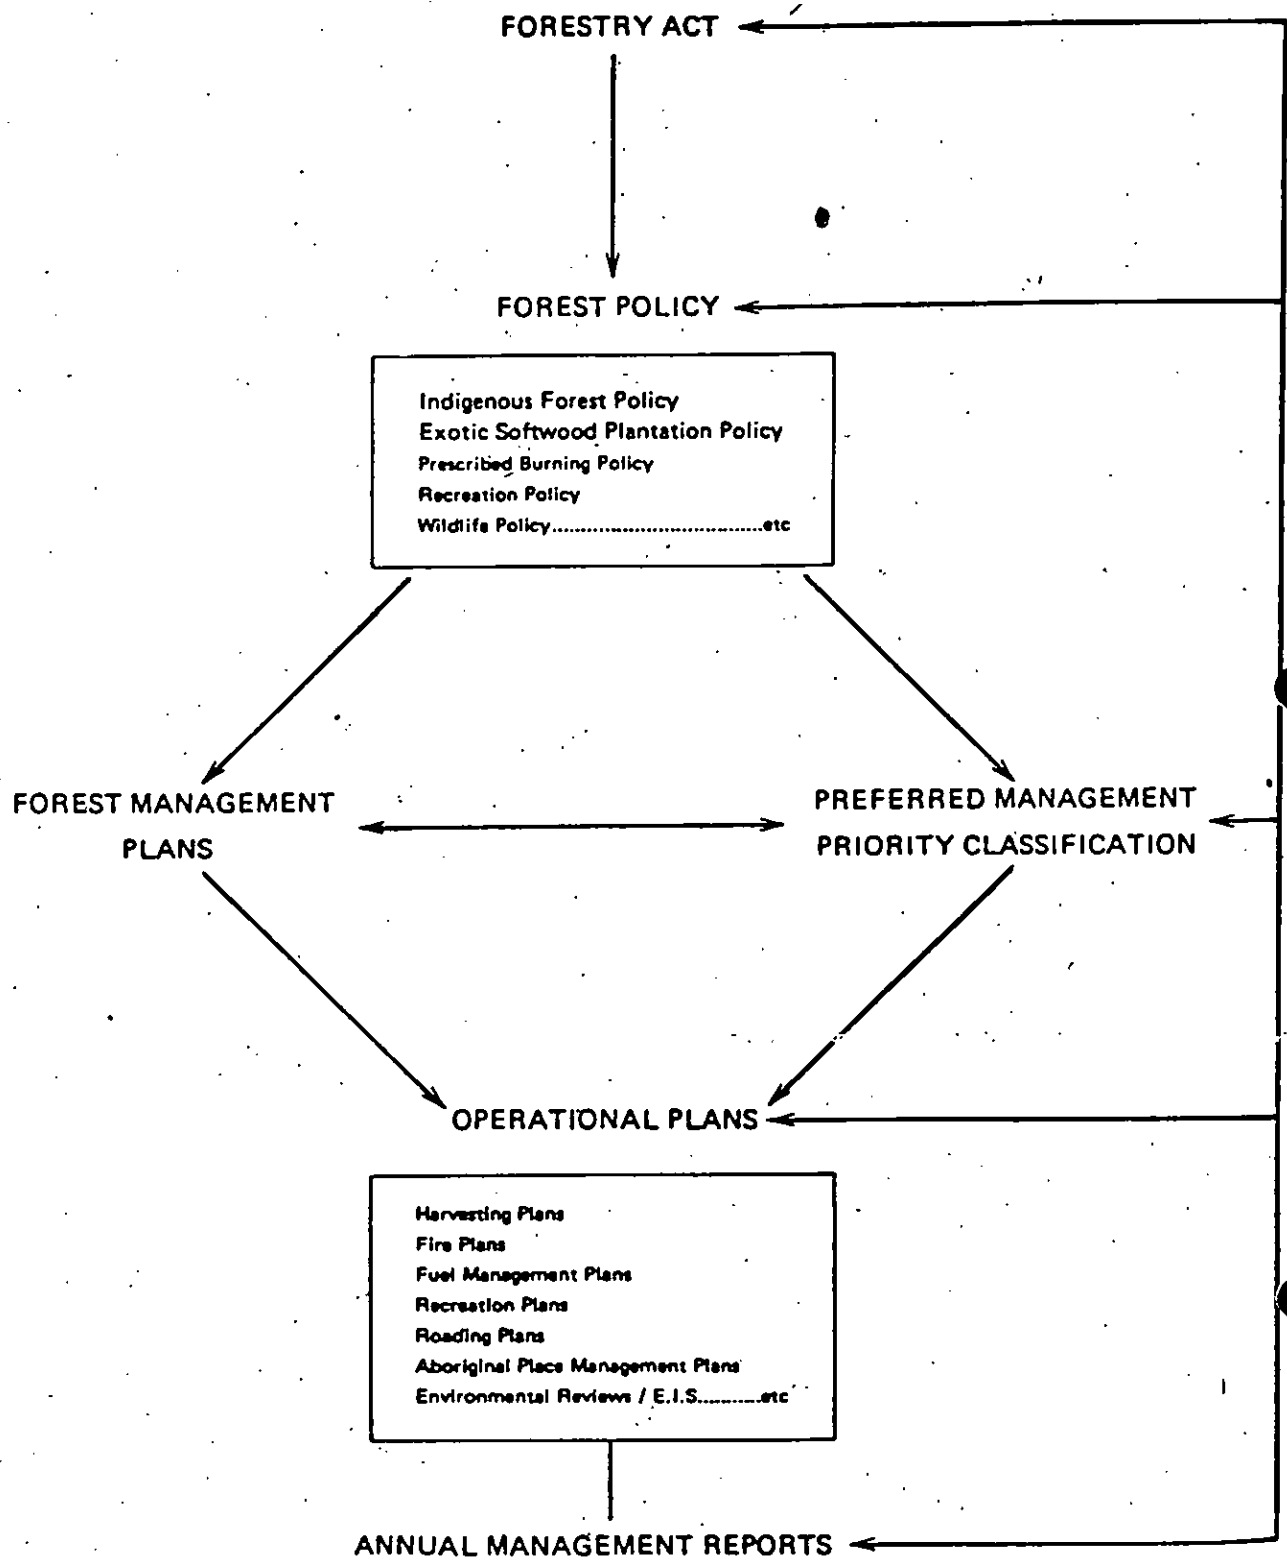 FORESTRY ACT
FOREST POLICY
Indigenous Forest Policy
Exotic Softwood Plantation Policy
Prescribed Burning Policy
Recreation Policy
Wildlife Policy.....................................etc
FOREST MANAGEMENT
PLANS
PREFERRED MANAGEMENT
PRIORITY CLASSIFICATION
OPERATIONAL PLANS
Harvesting Plans
Fire Plans
Fuel Management Plans
Recreation Plans
Roading Plans
Aboriginal Place Management Plans
Environmental Reviews / E.I.S...........etc
ANNUAL MANAGEMENT REPORTS